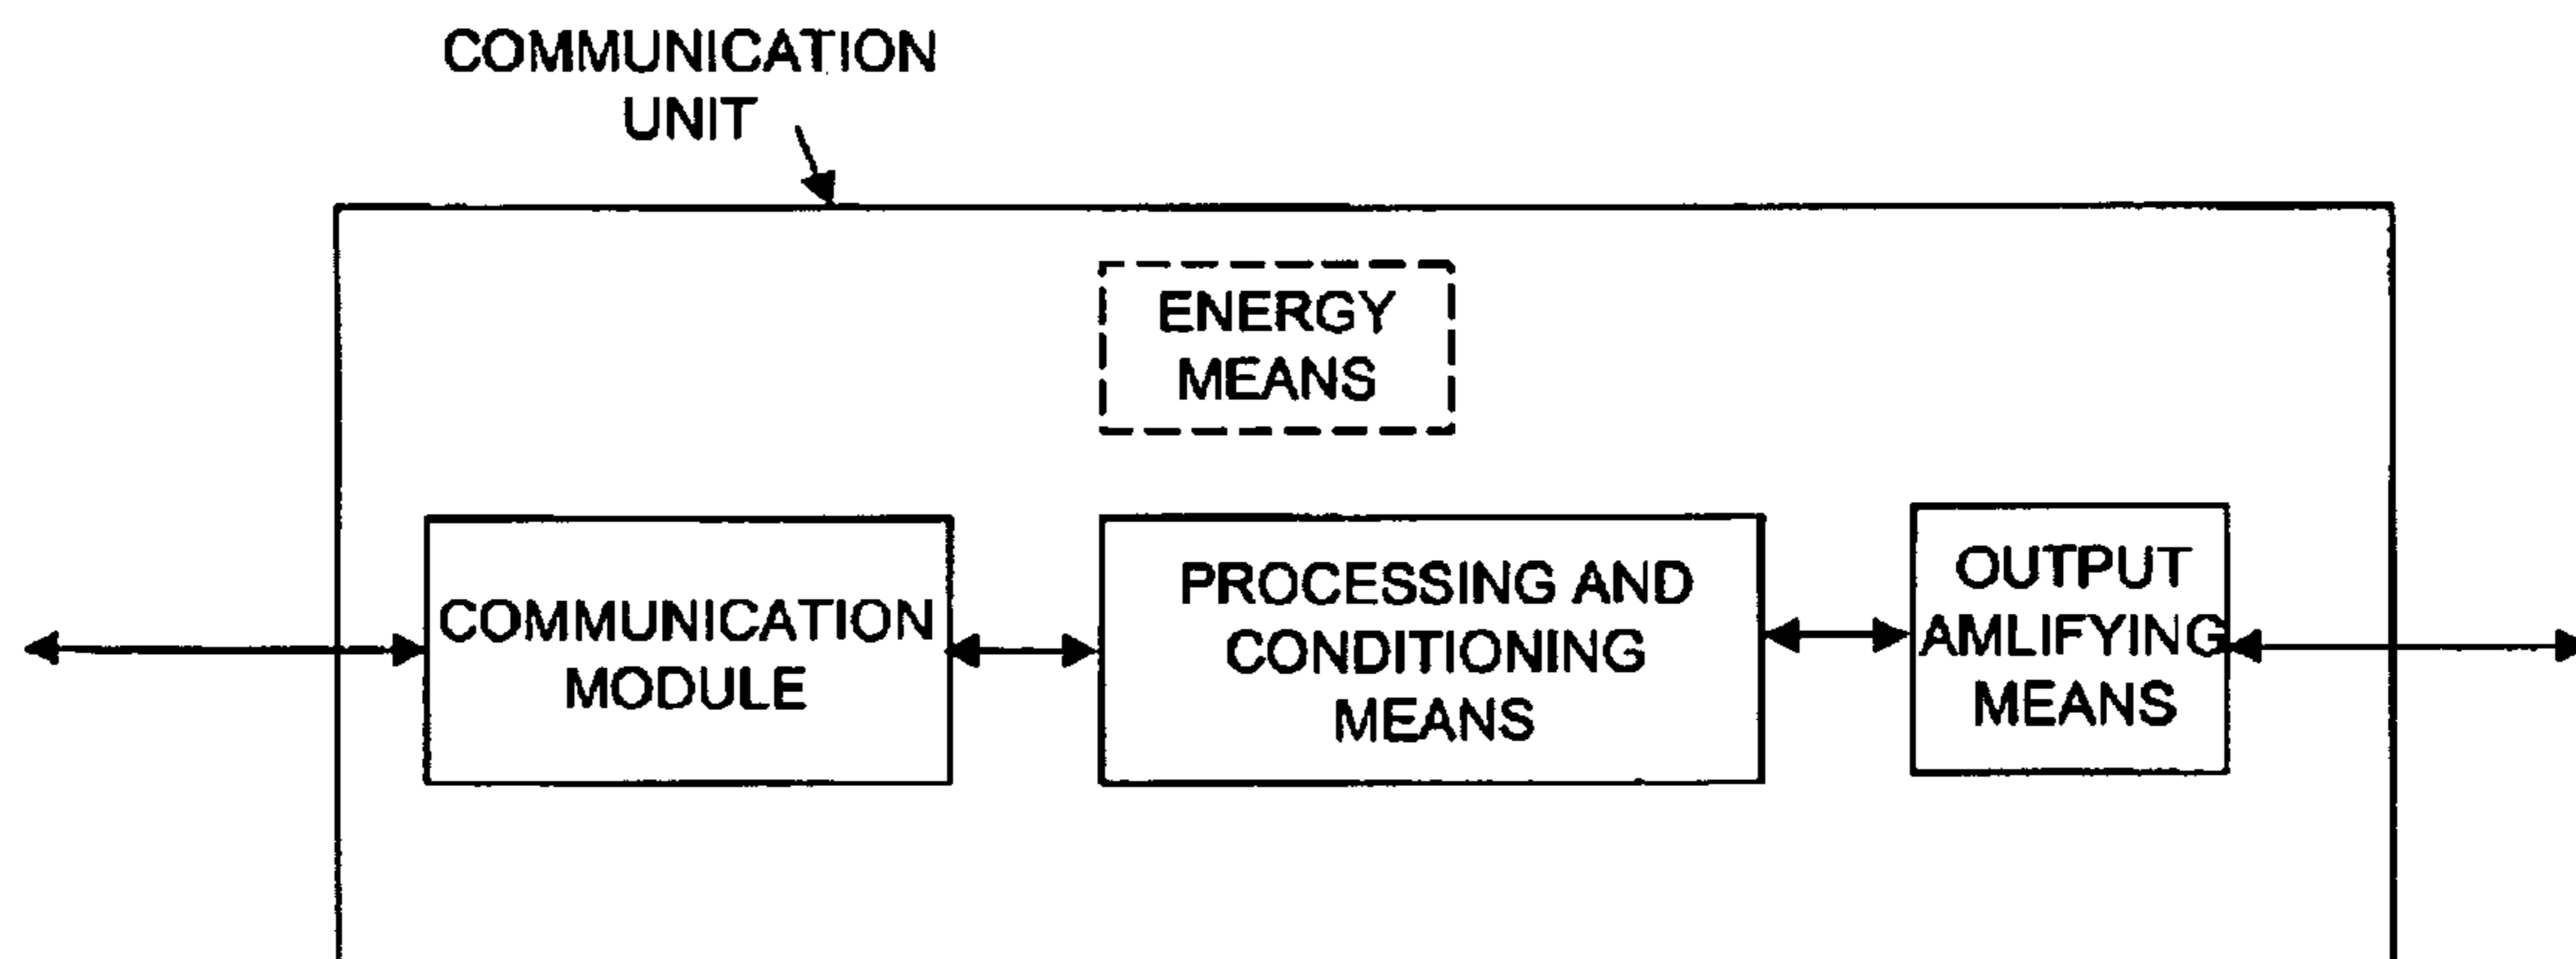 COMMUNICATION
UNIT
ENERGY
MEANS
COMMUNICATION
MODULE
PROCESSING AND
CONDITIONING
MEANS
OUTPUT
AMLIFYING
MEANS